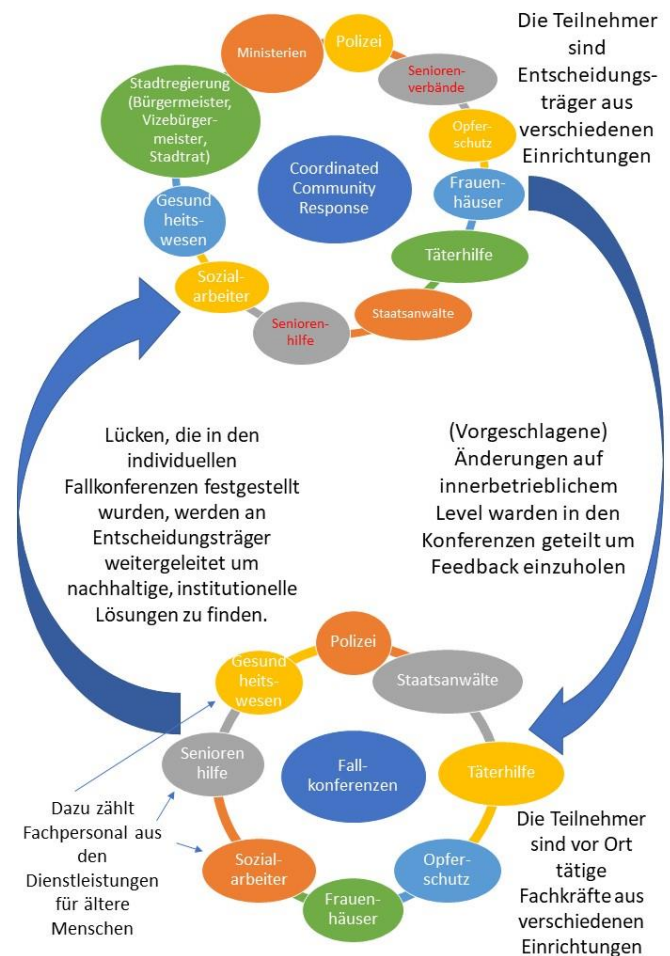 Die Teilnehmer
sind
Entscheidungs-
träger aus
verschiedenen
Einrichtungen
Ministerien
Polizei
Senioren-
verbände
Stadtregierung
(Bürgermeister,
Vizebürger-
meister,
Stadtrat)
Opfer-
schutz
Coordinated
Community
Response
Frauen-
häuser
Gesund
heits-
wesen
Täterhilfe
Sozial-
arbeiter
Senioren-
hilfe
Staatsanwälte
Lücken, die in den
individuellen
Fallkonferenzen festgestellt
wurden, werden an
Entscheidungsträger
weitergeleitet um
nachhaltige, institutionelle
Lösungen zu finden.
(Vorgeschlagene)
Änderungen auf
innerbetrieblichem
Level warden in den
Konferenzen geteilt um
Feedback einzuholen
Polizei
Gesund
heits-
wesen
Staatsanwälte
Senioren
hilfe
Fall-
konferenzen
Täterhilfe
Dazu zählt
Fachpersonal aus
den
Dienstleistungen
für ältere
Menschen
Sozial-
arbeiter
Frauen-
häuser
Opfer-
schutz
Die Teilnehmer
sind vor Ort
tätige
Fachkräfte aus
verschiedenen
Einrichtungen